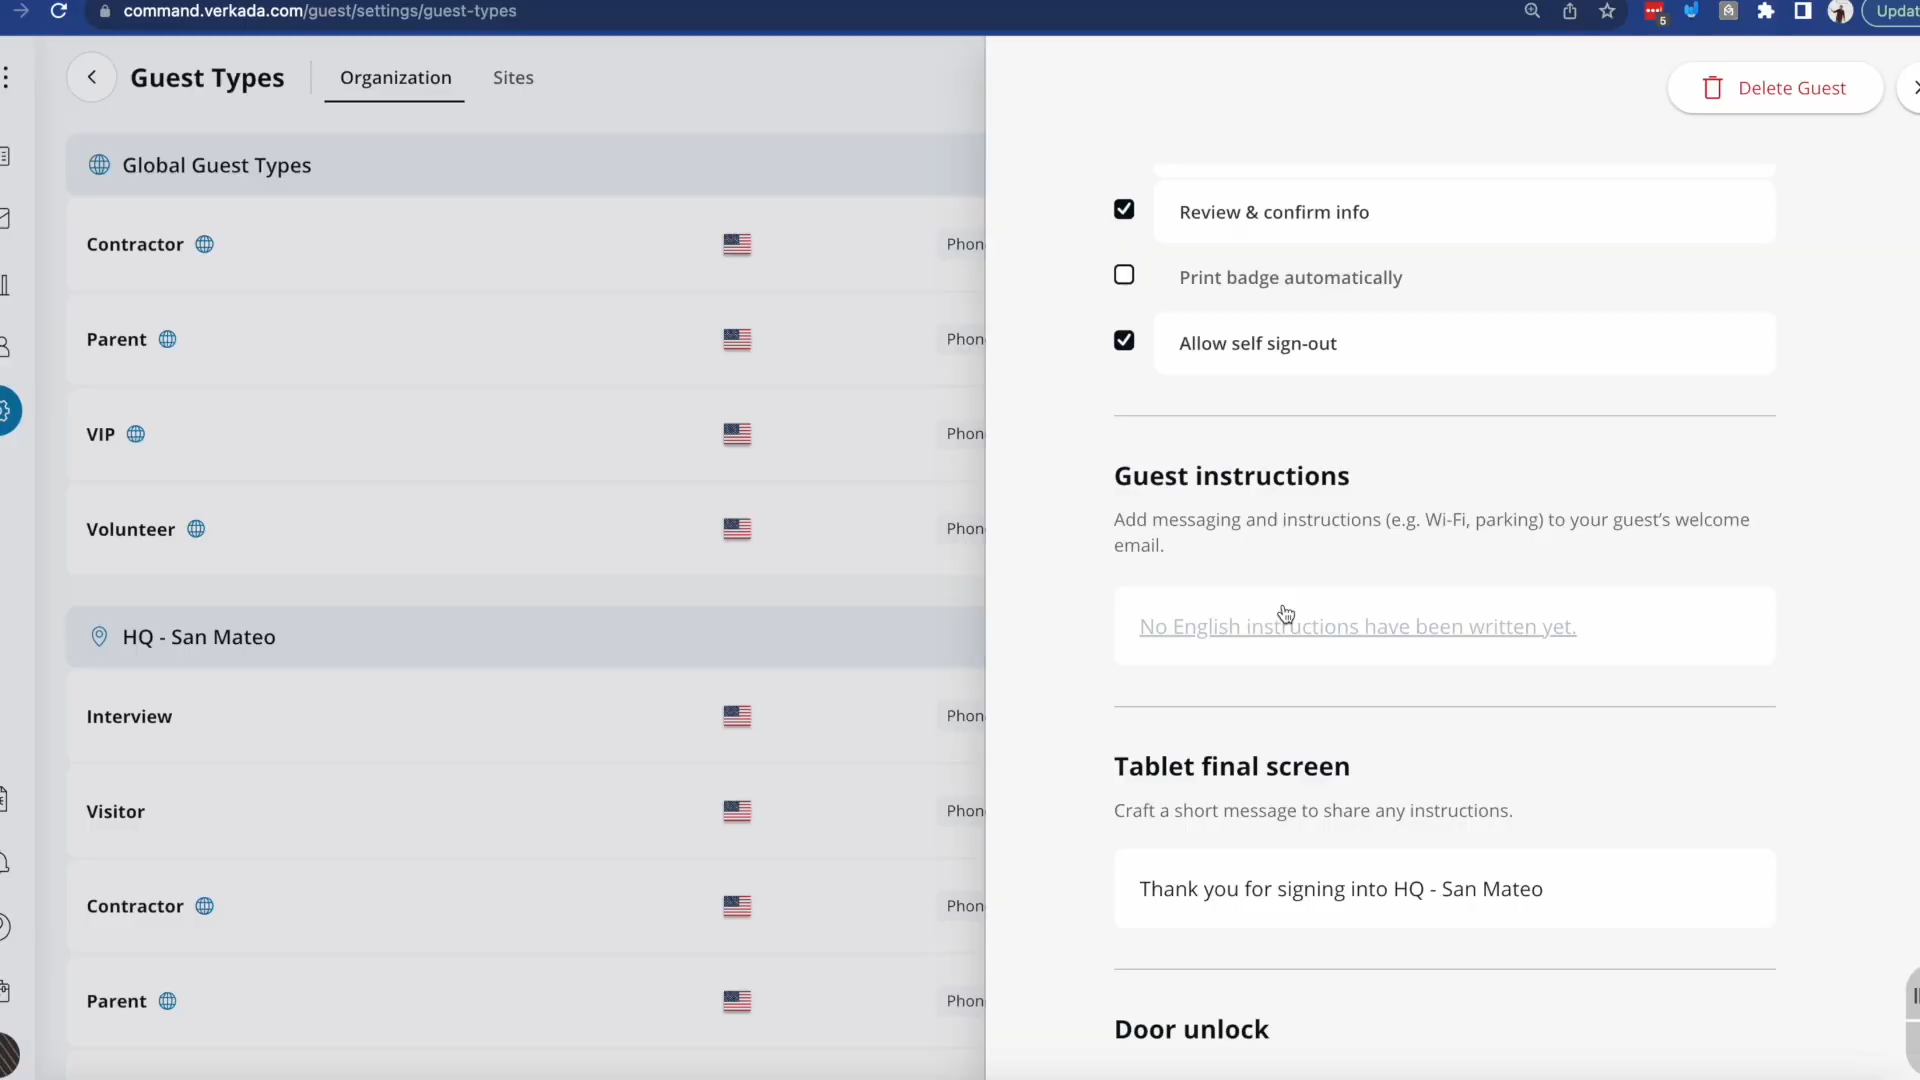 command.verkada.com/guest/settings/guest-types
5
Updat
Guest Types
Organization
Sites
Delete Guest
Global Guest Types
Contractor
Phon
Parent
Phon
VIP
Phon
Volunteer
Phon
HQ - San Mateo
Interview
Phon
Visitor
Phon
Contractor
Phon
Parent
Phon
Review & confirm info
Print badge automatically
Allow self sign-out
Guest instructions
Add messaging and instructions (e.g. Wi-Fi, parking) to your guest’s welcome
email.
No English instructions have been written yet.
Tablet final screen
Craft a short message to share any instructions.
Thank you for signing into HQ - San Mateo
Door unlock